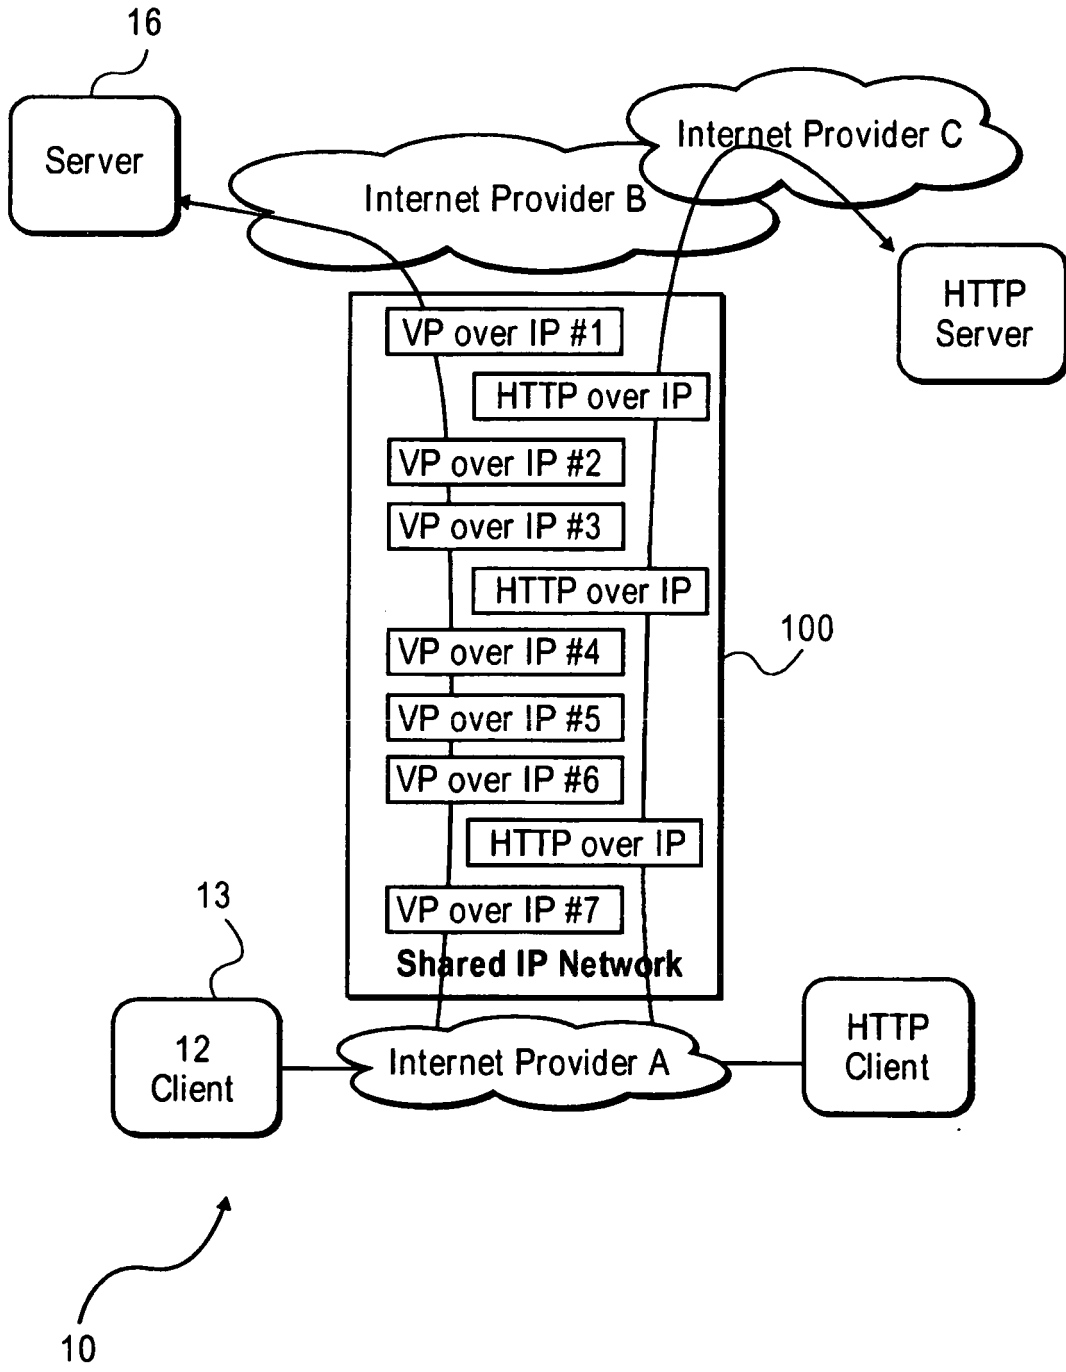 16
Server
Internet Provider C
Internet Provider B
HTTP
Server
VP over IP #1
HTTP over IP
VP over IP #2
VP over IP #3
HTTP over IP
100
VP over IP #4
VP over IP #5
VP over IP #6
HTTP over IP
VP over IP #7
Shared IP Network
13
12
Client
Internet Provider A
HTTP
Client
10